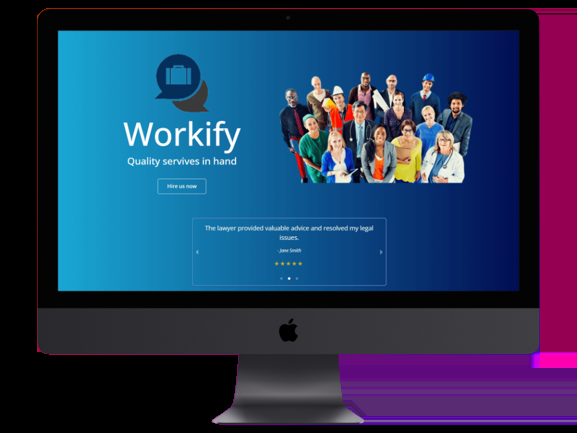 Workify
Quality servives in hand
Hire us now
The lawyer provided valuable advice and resolved my legal
issues.
- Jane Smith